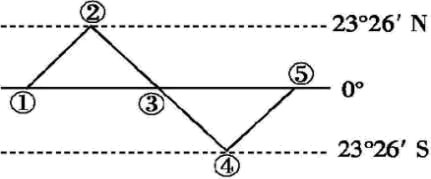 ② 23°26′ N
① ③ ⑤ 0°
④ 23°26′ S